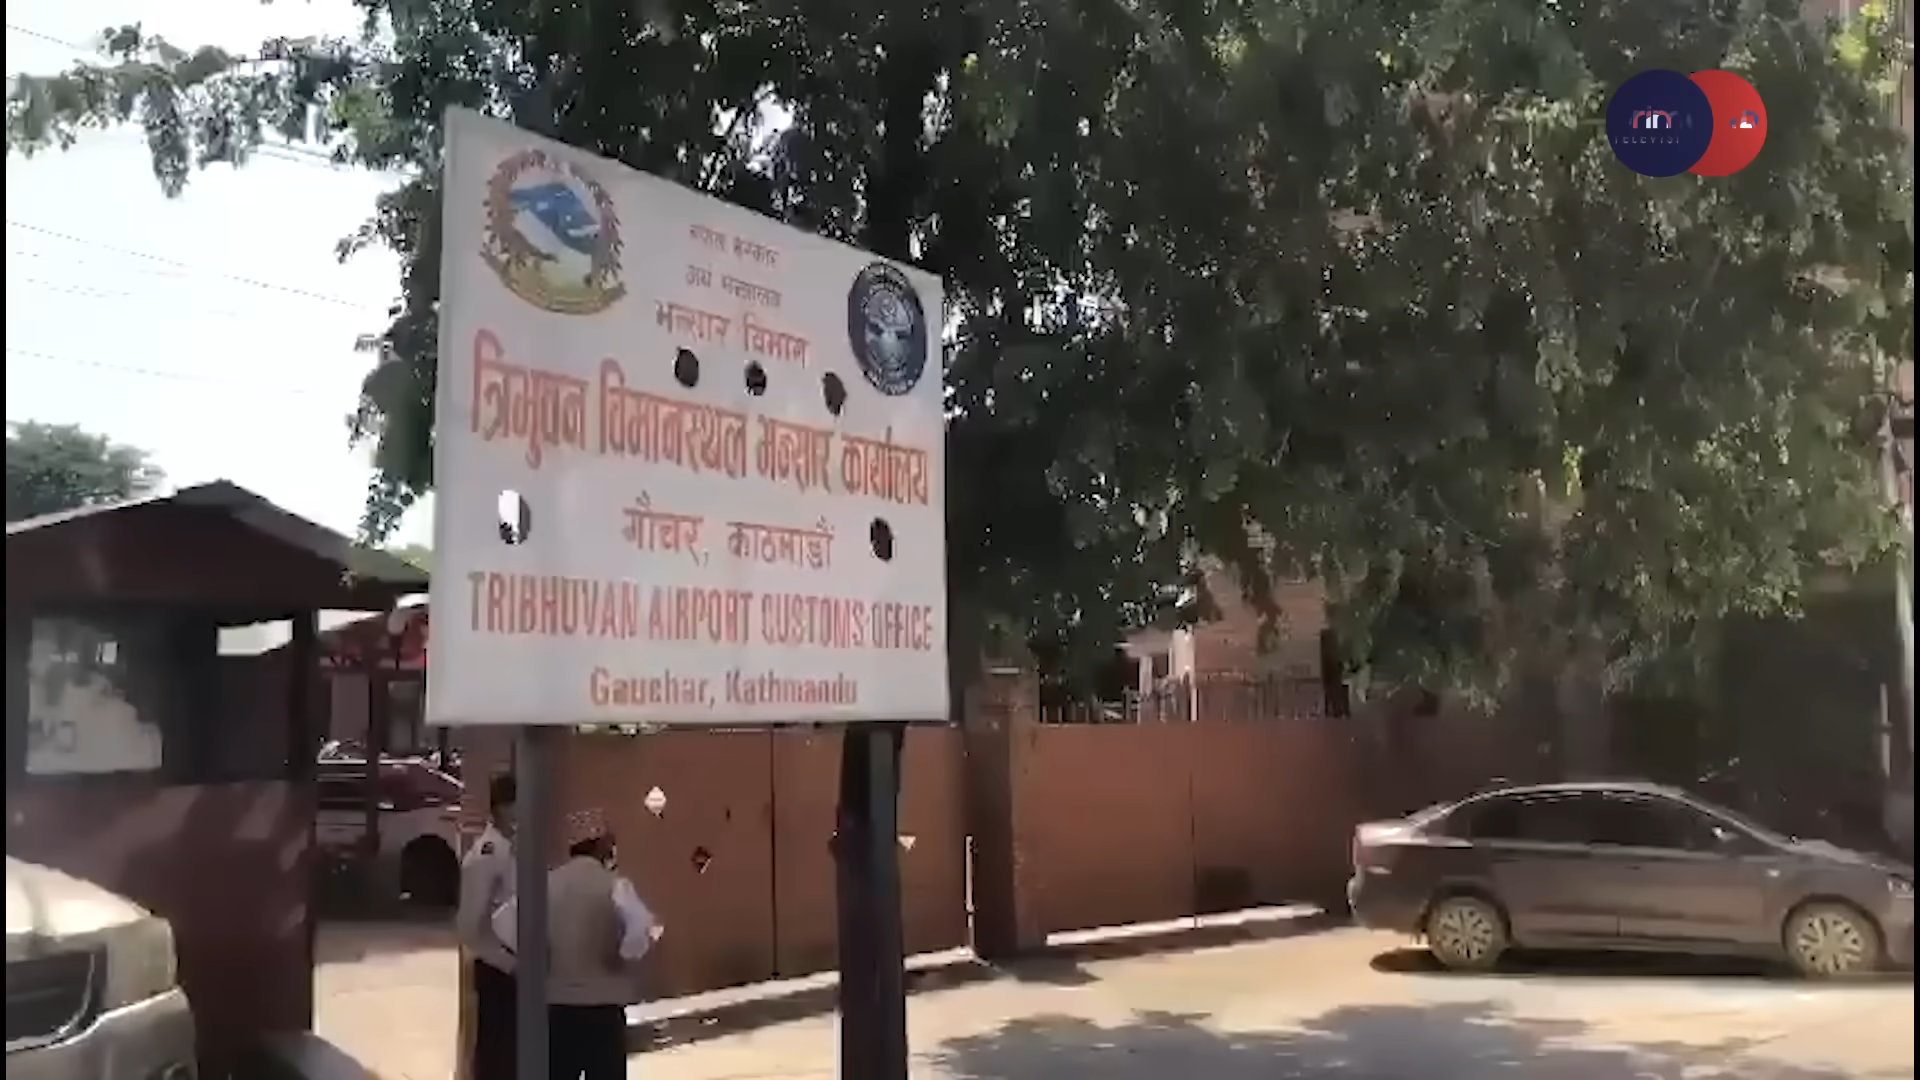 नेपाल सरकार
अर्थ मन्त्रालय
भन्सार विभाग
त्रिभुवन विमानस्थल भन्सार कार्यालय
गौचर, काठमाडौं
TRIBHUVAN AIRPORT CUSTOMS OFFICE
Gauchar, Kathmandu